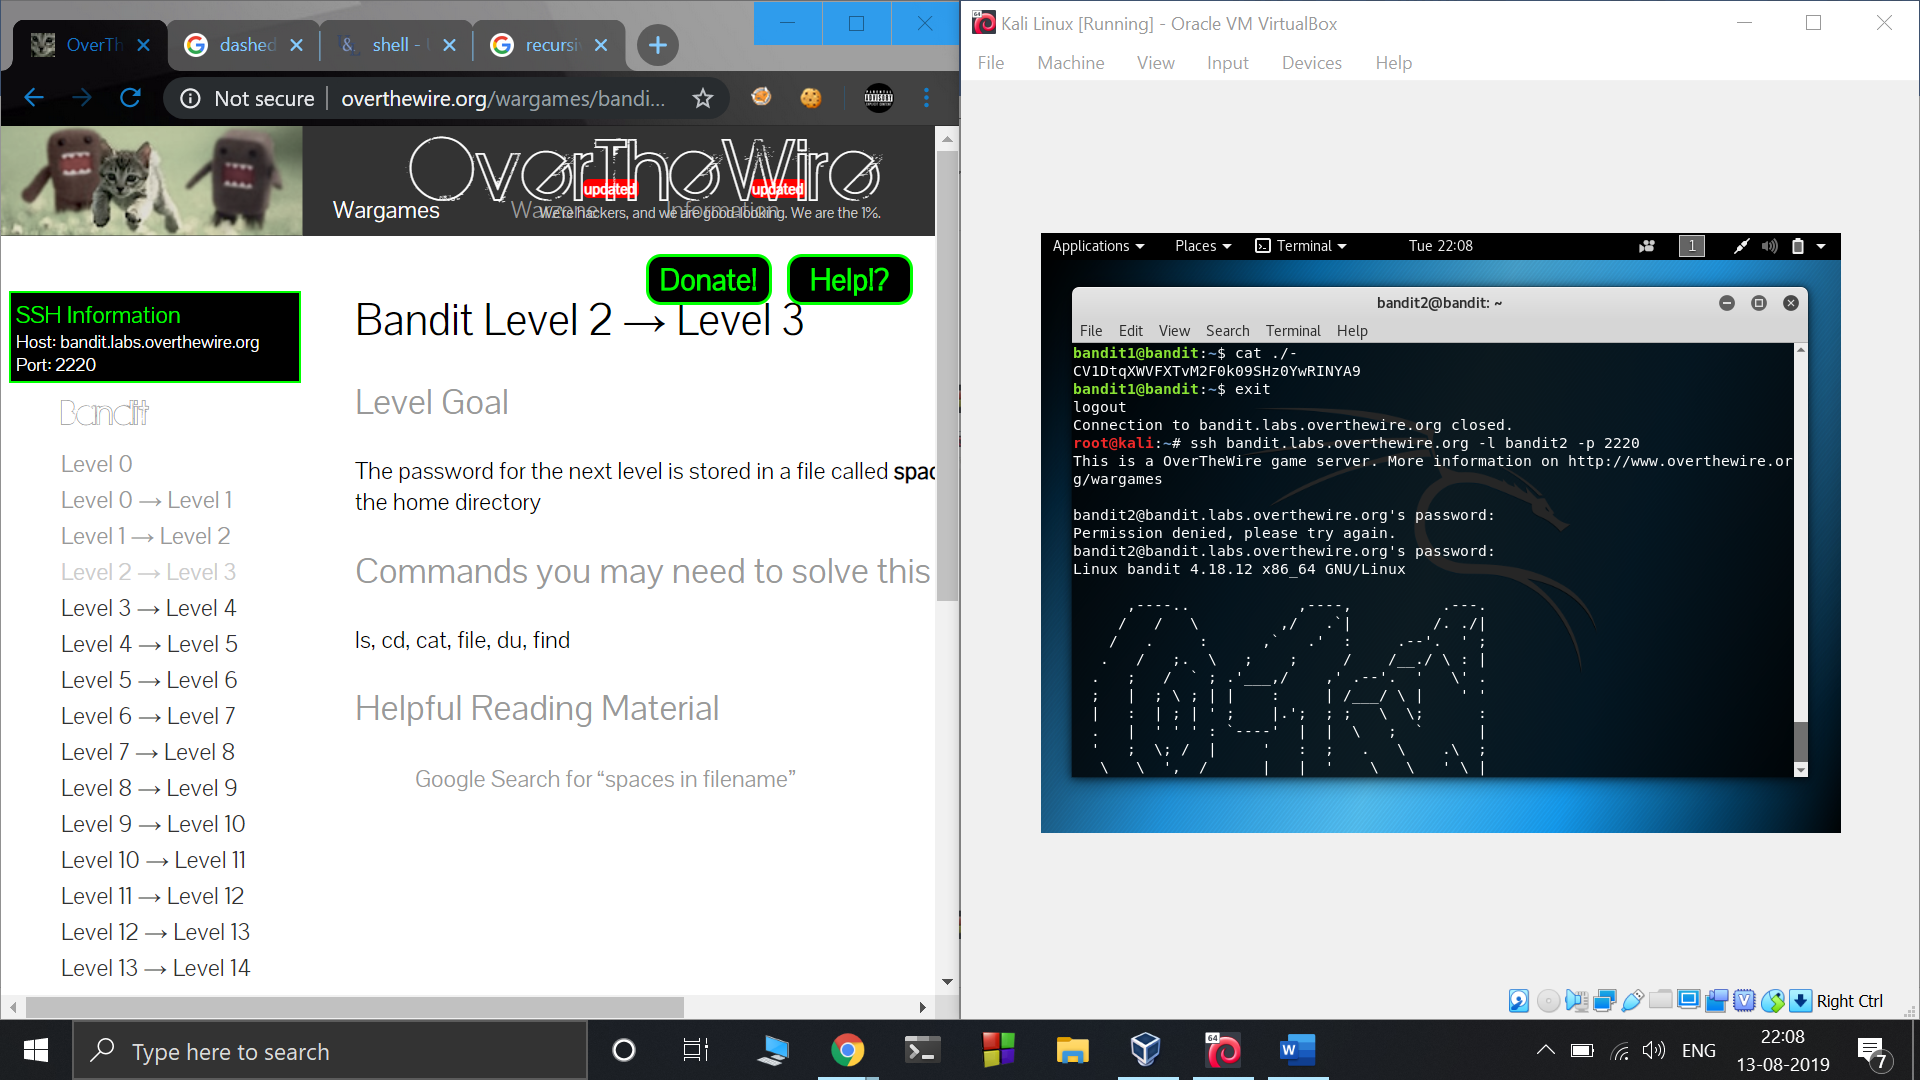 OverTh
dashed
shell -
recursi
Not secure
overthewire.org/wargames/bandi...
OverTheWire
updated
updated
Wargames
Warzone
Information
We're hackers, and we are good-looking. We are the 1%.
Donate!
Help!?
SSH Information
Host: bandit.labs.overthewire.org
Port: 2220
Bandit
Level 0
Level 0 → Level 1
Level 1 → Level 2
Level 2 → Level 3
Level 3 → Level 4
Level 4 → Level 5
Level 5 → Level 6
Level 6 → Level 7
Level 7 → Level 8
Level 8 → Level 9
Level 9 → Level 10
Level 10 → Level 11
Level 11 → Level 12
Level 12 → Level 13
Level 13 → Level 14
Bandit Level 2 → Level 3
Level Goal
The password for the next level is stored in a file called spac
the home directory
Commands you may need to solve this
ls, cd, cat, file, du, find
Helpful Reading Material
Google Search for “spaces in filename”
Kali Linux [Running] - Oracle VM VirtualBox
File Machine View Input Devices Help
Applications Places Terminal Tue 22:08 1
bandit2@bandit: ~
File Edit View Search Terminal Help
bandit1@bandit:~$ cat ./-
CV1DtqXWVFXTvM2F0k09SHz0YwRINYA9
bandit1@bandit:~$ exit
logout
Connection to bandit.labs.overthewire.org closed.
root@kali:~# ssh bandit.labs.overthewire.org -l bandit2 -p 2220
This is a OverTheWire game server. More information on http://www.overthewire.or
g/wargames
bandit2@bandit.labs.overthewire.org's password:
Permission denied, please try again.
bandit2@bandit.labs.overthewire.org's password:
Linux bandit 4.18.12 x86_64 GNU/Linux
Right Ctrl
Type here to search
ENG
22:08
13-08-2019
7